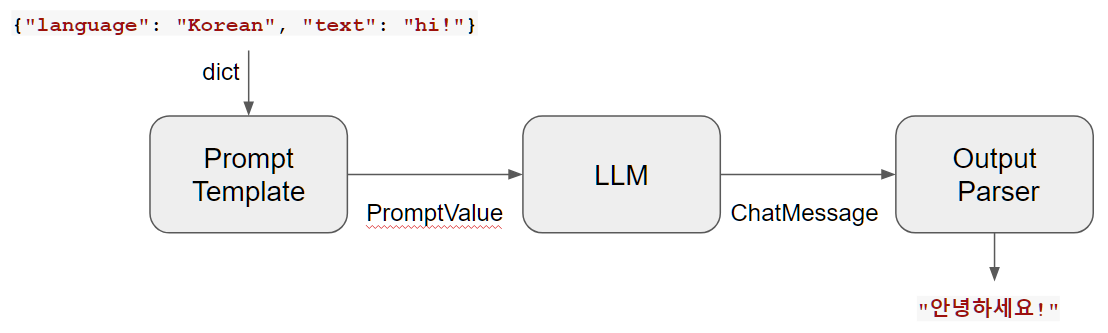 {"language": "Korean", "text": "hi!"}
dict
Prompt
Template
PromptValue
LLM
ChatMessage
Output
Parser
"안녕하세요!"